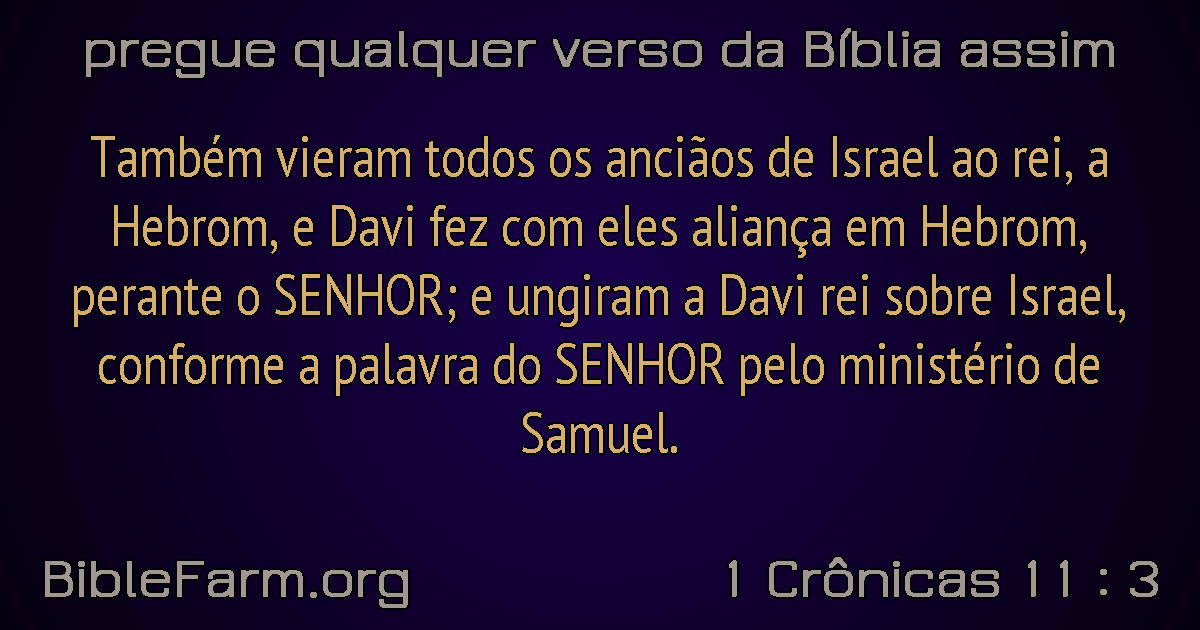 pregue qualquer verso da Bíblia assim
Também vieram todos os anciãos de Israel ao rei, a
Hebrom, e Davi fez com eles aliança em Hebrom,
perante o SENHOR; e ungiram a Davi rei sobre Israel,
conforme a palavra do SENHOR pelo ministério de
Samuel.
BibleFarm.org
1 Crônicas 11 : 3